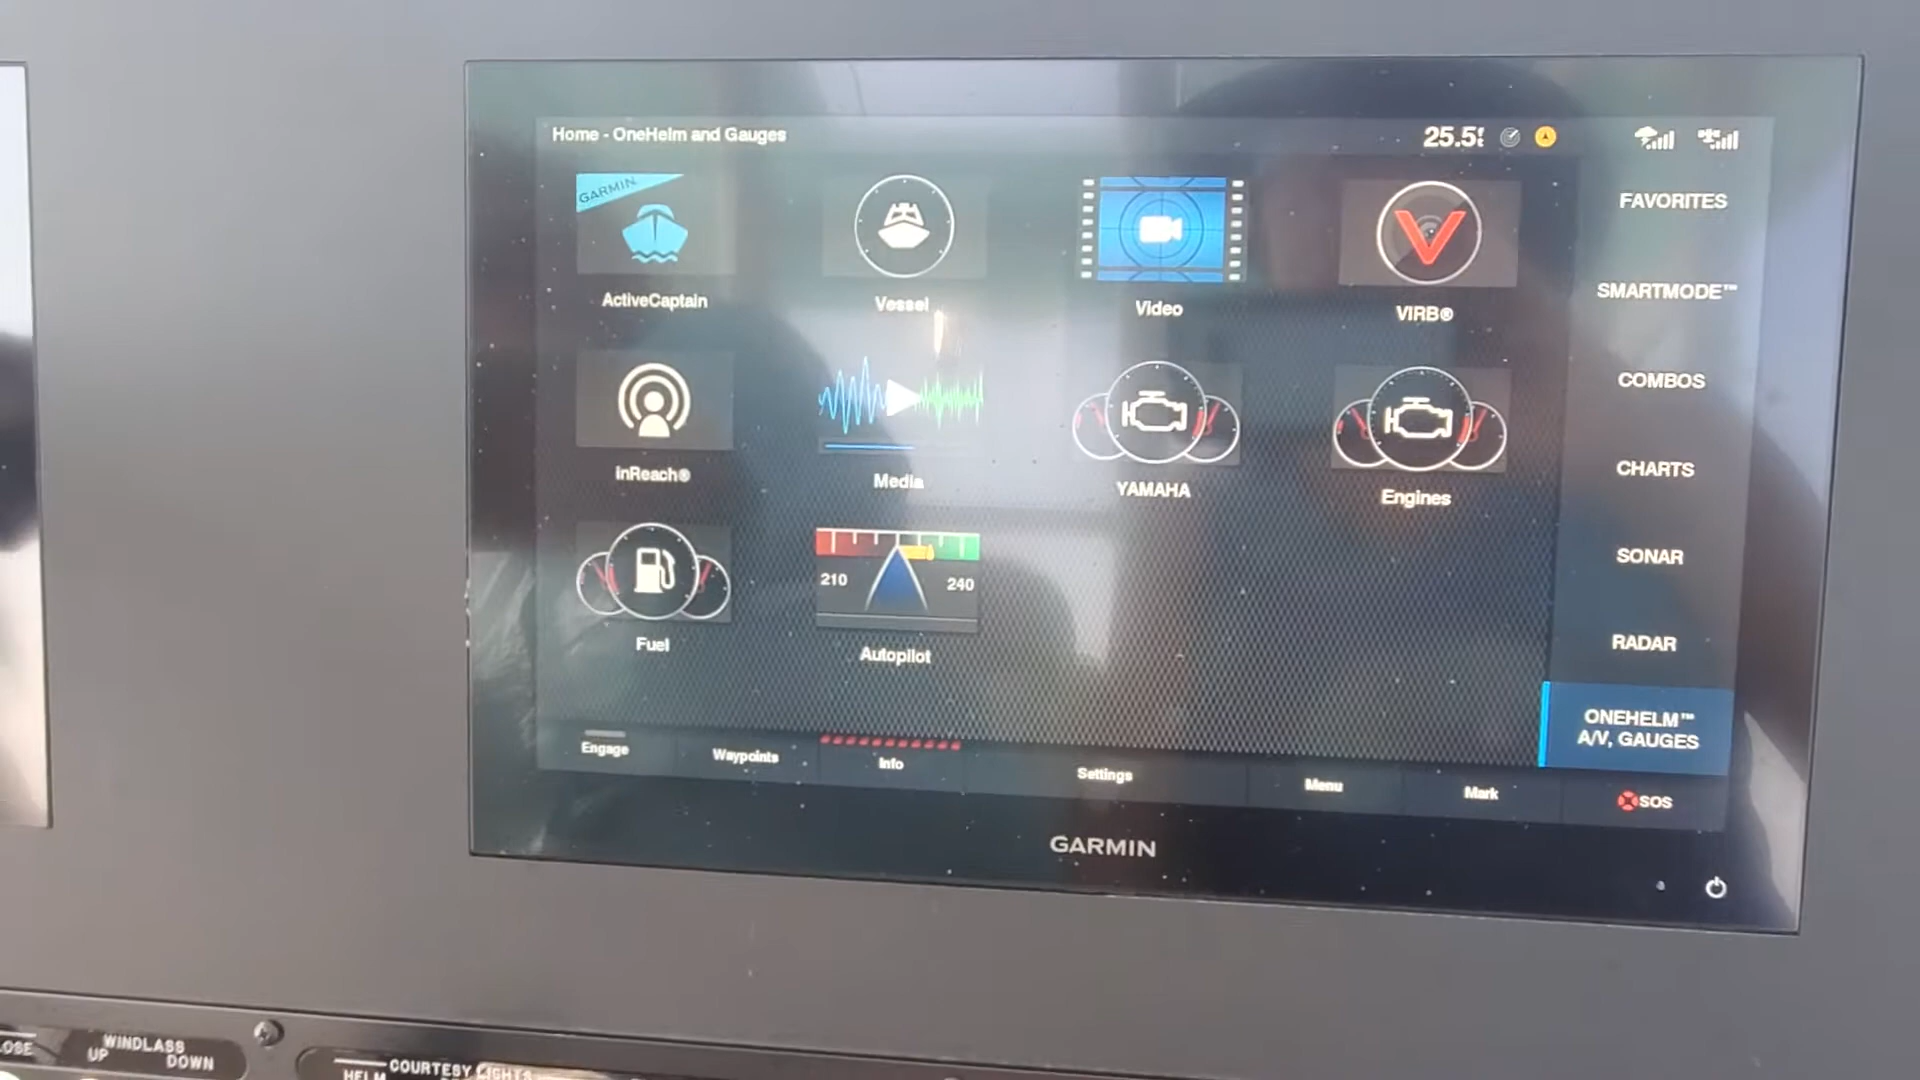 Home - OneHelm and Gauges
25.5 ft
GARMIN
ActiveCaptain
Vessel
Video
VIRB®
FAVORITES
SMARTMODE™
COMBOS
CHARTS
SONAR
RADAR
ONEHELM™
A/V, GAUGES
inReach®
Media
YAMAHA
Engines
210
240
Fuel
Autopilot
Engage
Waypoints
Info
Settings
Menu
Mark
SOS
GARMIN
WINDLASS
UP
DOWN
COURTESY LIGHTS
HELM